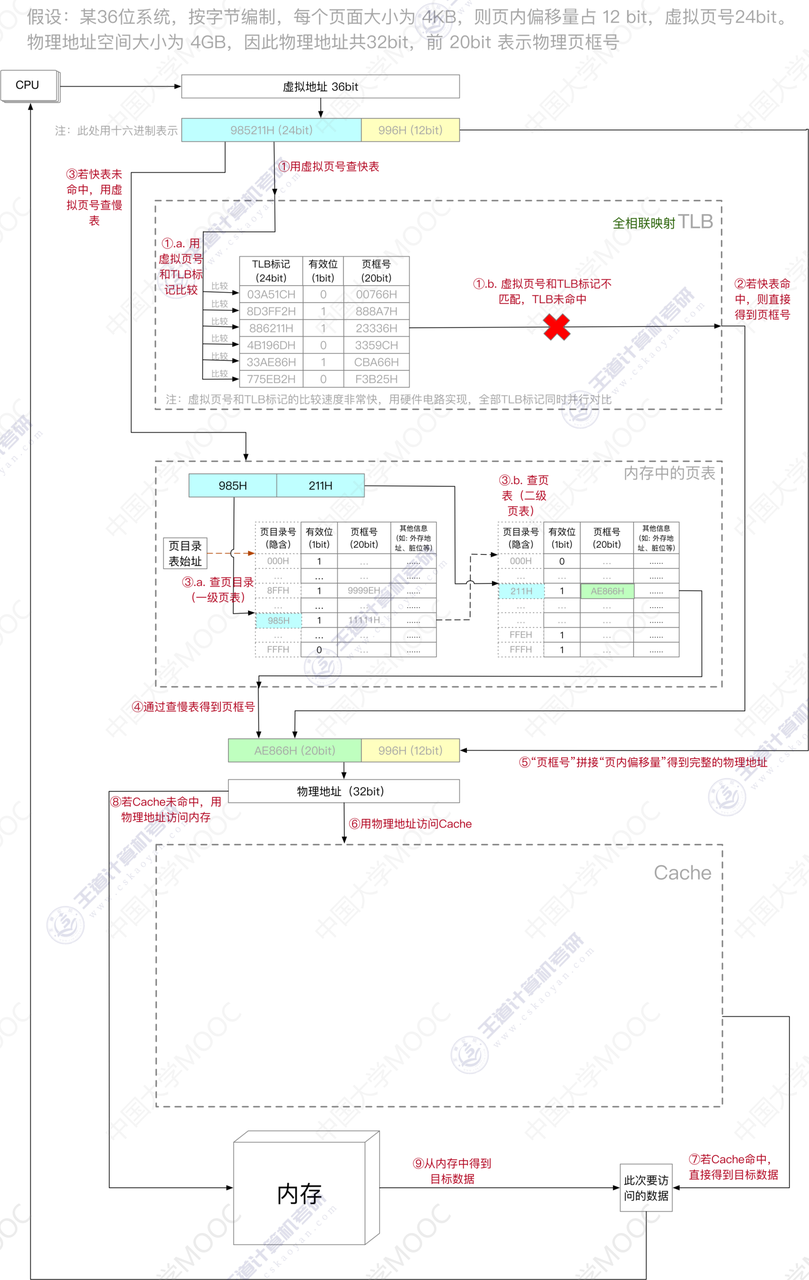 假设：某36位系统，按字节编制，每个页面大小为 4KB，则页内偏移量占 12 bit，虚拟页号24bit。
物理地址空间大小为 4GB，因此物理地址共32bit，前 20bit 表示物理页框号
CPU
虚拟地址 36bit
注：此处用十六进制表示
985211H (24bit)
996H (12bit)
①用虚拟页号查快表
③若快表未
命中，用虚
拟页号查慢
表
全相联映射 TLB
①.a. 用
虚拟页号
和TLB标
记比较
TLB标记
(24bit)
有效位
(1bit)
页框号
(20bit)
比较 03A51CH 0 00766H
比较 8D3FF2H 888A7H
比较 886211H 1 23336H
比较 4B196DH 0 3359CH
比较 33AE86H 1 CBA66H
比较 775EB2H 0 F3B25H
①.b. 虚拟页号和TLB标记不
匹配，TLB未命中
②若快表命
中，则直接
得到页框号
注：虚拟页号和TLB标记的比较速度非常快，用硬件电路实现，全部TLB标记同时并行对比
内存中的页表
985H
211H
③.b. 查页
表（二级
页表）
页目录
表始址
③.a. 查页目录
（一级页表）
页目录号
(隐含)
有效位
(1bit)
页框号
(20bit)
其他信息
(如: 外存地
址、脏位等)
000H 1 ... ......
... ... ... ......
8FFH 1 9999EH ......
985H 1 11111H ......
... ... ... ......
FFFH 0 ... ......
页目录号
(隐含)
有效位
(1bit)
页框号
(20bit)
其他信息
(如: 外存地
址、脏位等)
000H 0 ... ......
... ... ... ......
211H 1 AE866H ......
... ... ... ......
FFEH 1 ... ......
FFFH 1 ... ......
④通过查慢表得到页框号
AE866H (20bit)
996H (12bit)
⑤“页框号”拼接“页内偏移量”得到完整的物理地址
物理地址（32bit）
⑧若Cache未命中，用
物理地址访问内存
⑥用物理地址访问Cache
Cache
内存
⑨从内存中得到
目标数据
此次要访
问的数据
⑦若Cache命中，
直接得到目标数据
中国大学MOOC
王道计算机考研
www.cskaoyan.com